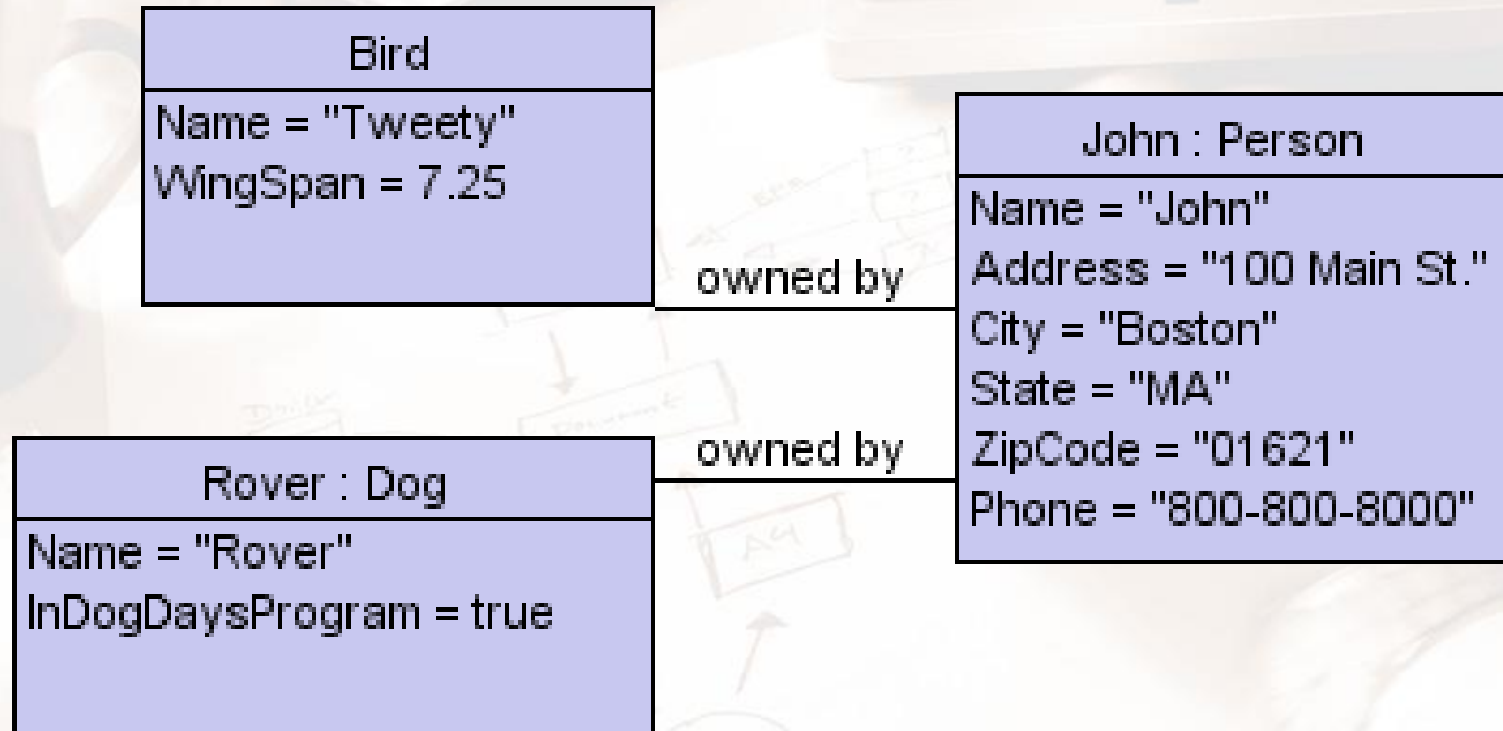 Bird
Name = "Tweety"
WingSpan = 7.25
owned by
John : Person
Name = "John"
Address = "100 Main St."
City = "Boston"
State = "MA"
ZipCode = "01621"
Phone = "800-800-8000"
owned by
Rover : Dog
Name = "Rover"
InDogDaysProgram = true